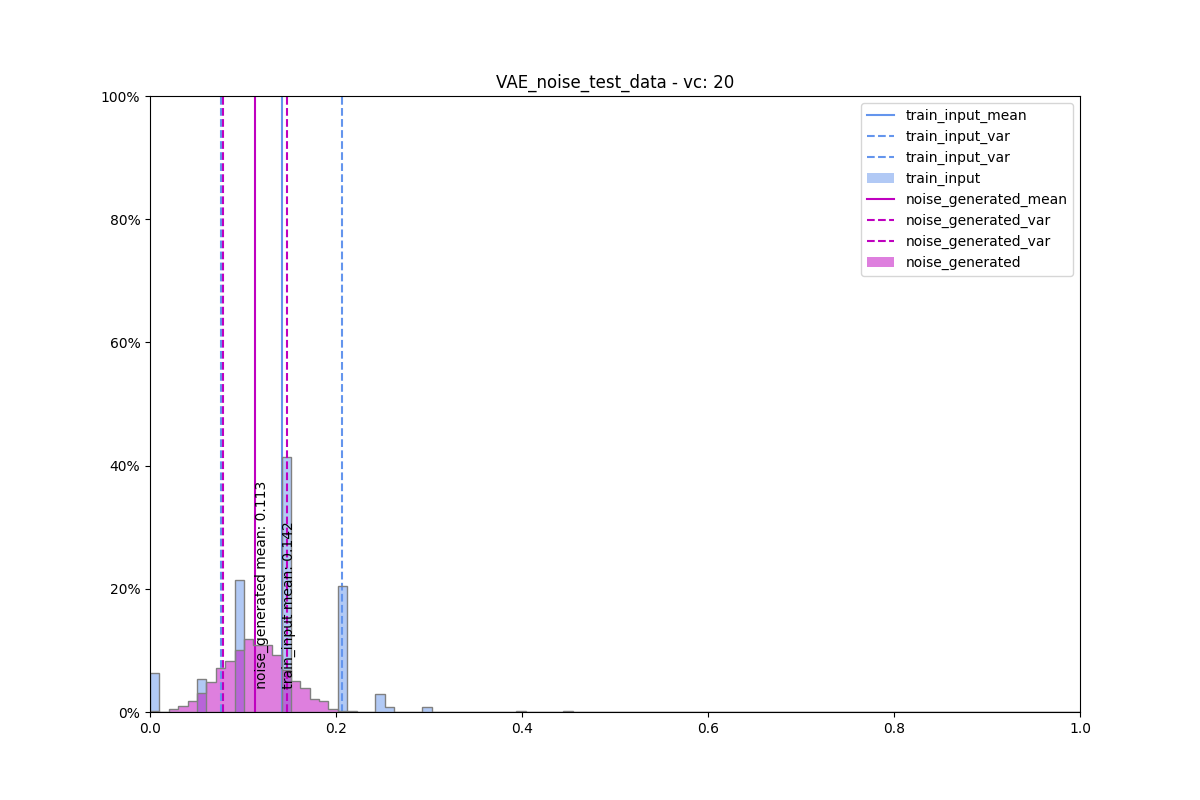 VAE_noise_test_data - vc: 20
100%
80%
60%
40%
20%
0%
train_input_mean
train_input_var
train_input_var
train_input
noise_generated_mean
noise_generated_var
noise_generated_var
noise_generated
noise_generated mean: 0.113
train_input mean: 0.142
0.0
0.2
0.4
0.6
0.8
1.0